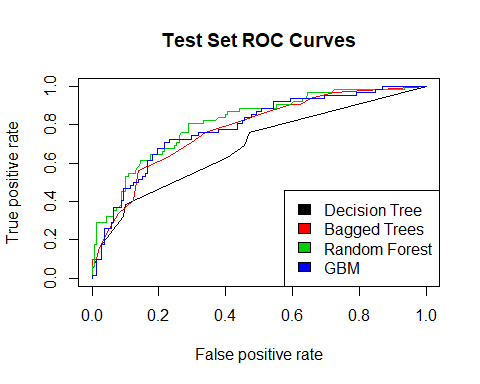 Test Set ROC Curves
True positive rate
1.0
0.8
0.6
0.4
0.2
0.0
Decision Tree
Bagged Trees
Random Forest
GBM
0.0 0.2 0.4 0.6 0.8 1.0
False positive rate